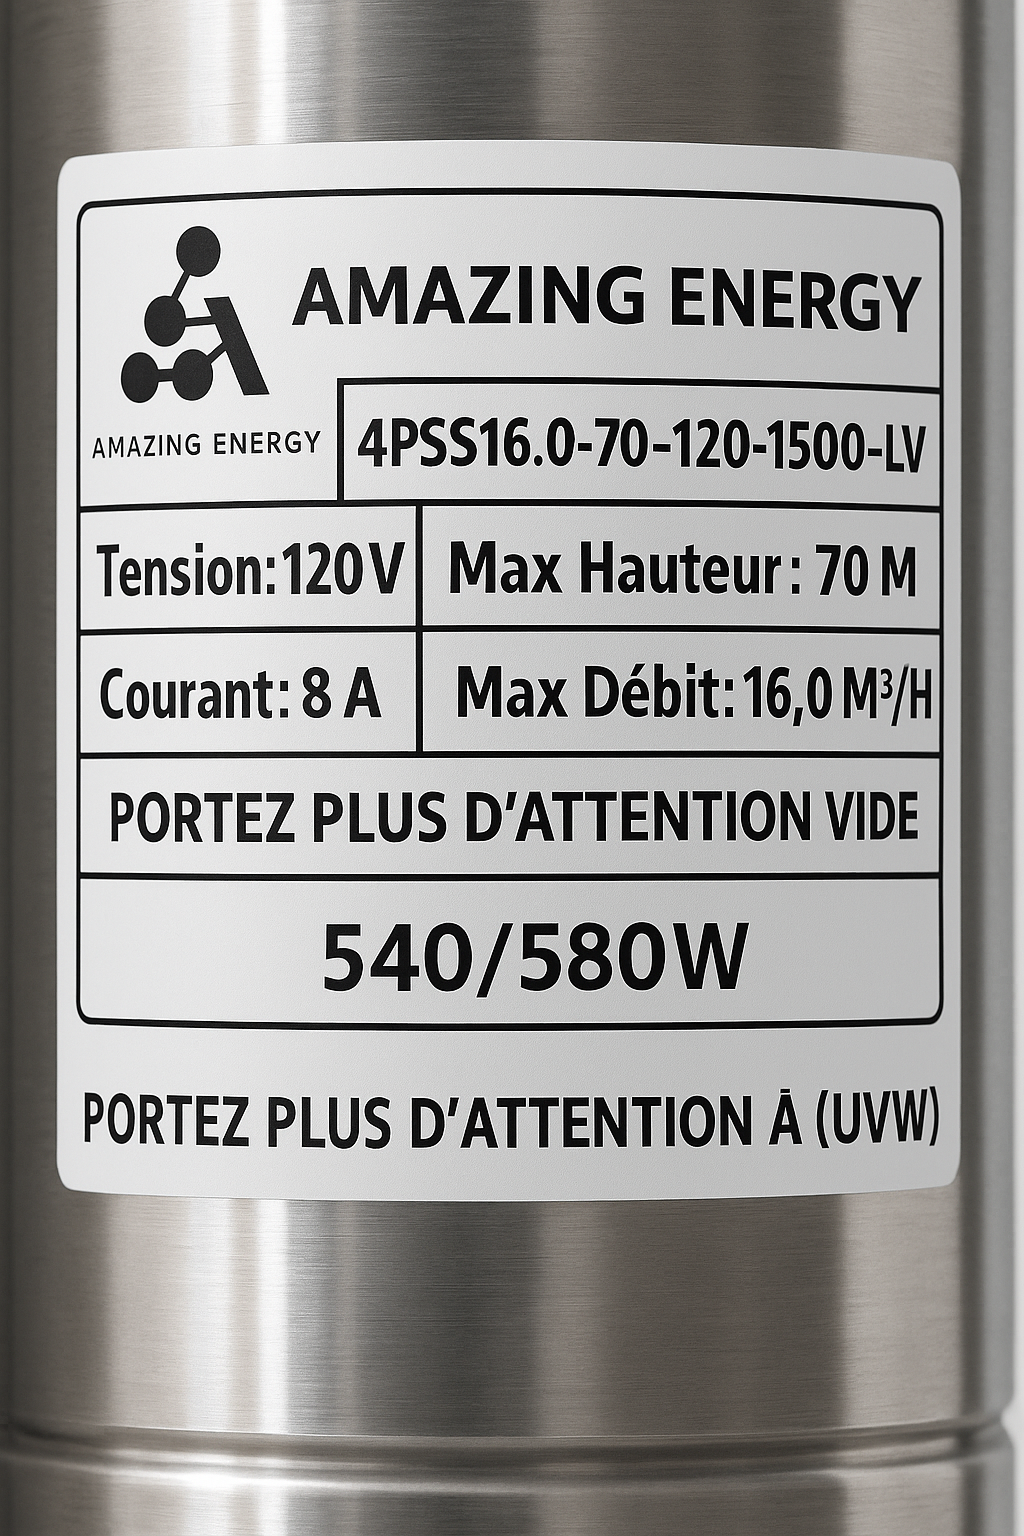 AMAZING ENERGY
AMAZING ENERGY
4PSS16.0-70-120-1500-LV
Tension: 120V
Max Hauteur: 70 M
Courant: 8 A
Max Débit: 16,0 M³/H
PORTEZ PLUS D’ATTENTION VIDE
540/580W
PORTEZ PLUS D’ATTENTION Ā (UVW)